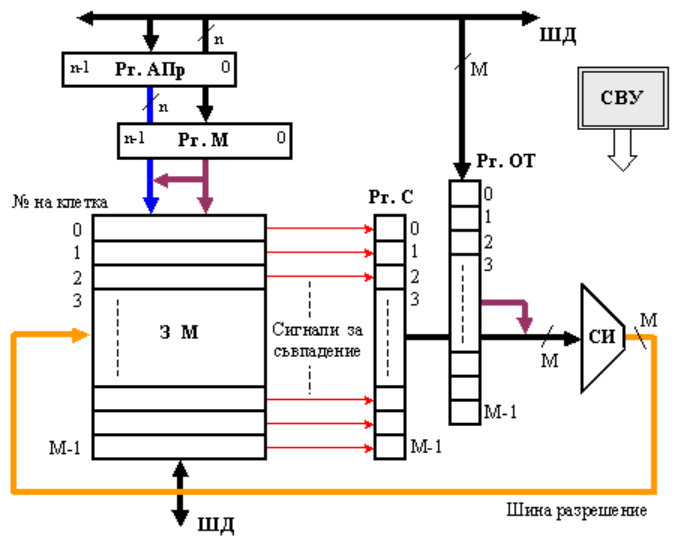 ШД
n
n-1 Рг. АПр 0
M
СВУ
n
n-1 Рг. М 0
Рг. ОТ
№ на клетка
Рг. С
0
1
2
3
0
1
2
3
0
1
2
3
З М
Сигнали за
съвпадение
M
СИ
M
M-1
M-1
M-1
Шина разрешение
ШД